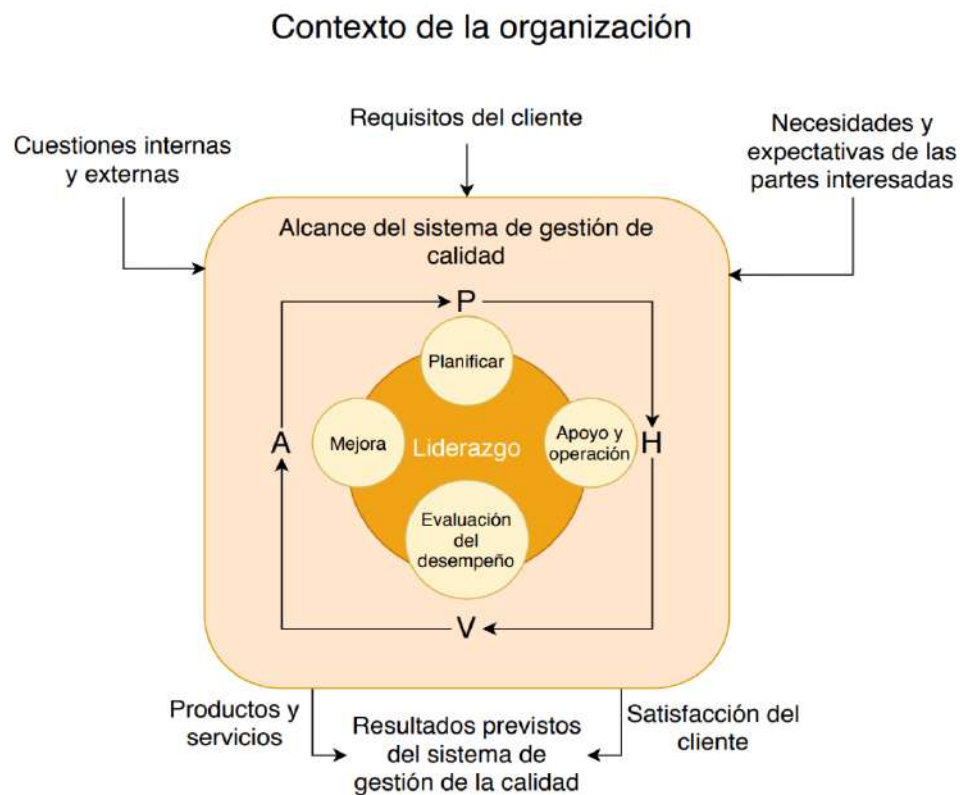 Contexto de la organización
Requisitos del cliente
Cuestiones internas
y externas
Necesidades y
expectativas de las
partes interesadas
Alcance del sistema de gestión de
calidad
P
Planificar
A
Mejora
Liderazgo
Apoyo y
operación
H
Evaluación
del
desempeño
V
Productos y
servicios
Resultados previstos
del sistema de
gestión de la calidad
Satisfacción del
cliente